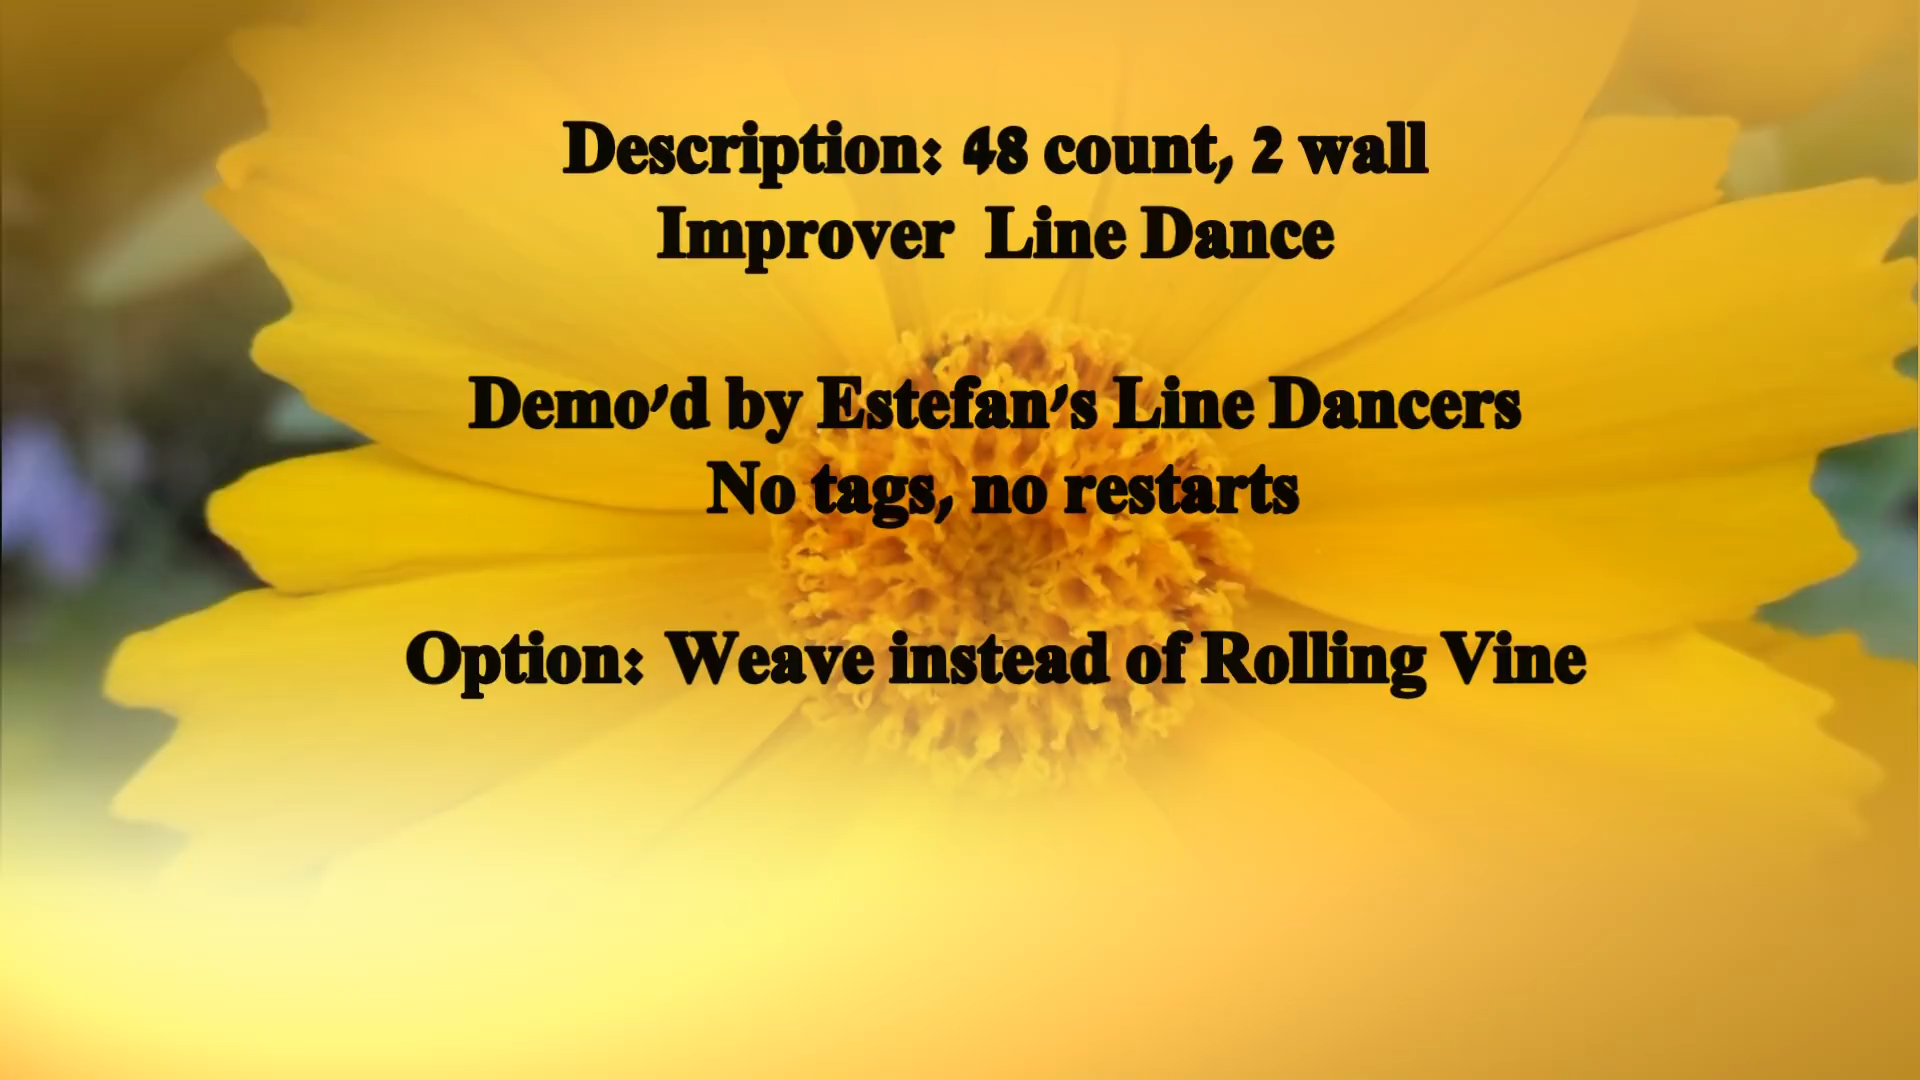 Description: 48 count, 2 wall
Improver  Line Dance
Demo'd by Estefan's Line Dancers
No tags, no restarts
Option: Weave instead of Rolling Vine